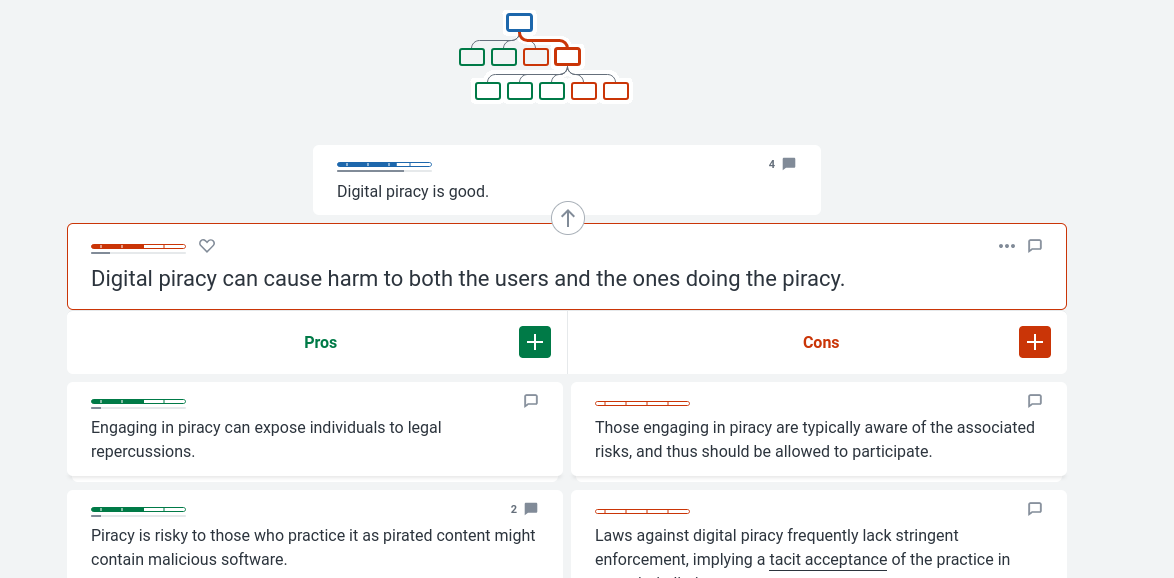 4
Digital piracy is good.
Digital piracy can cause harm to both the users and the ones doing the piracy.
Pros
Cons
Engaging in piracy can expose individuals to legal
repercussions.
Those engaging in piracy are typically aware of the associated
risks, and thus should be allowed to participate.
2
Piracy is risky to those who practice it as pirated content might
contain malicious software.
Laws against digital piracy frequently lack stringent
enforcement, implying a tacit acceptance of the practice in